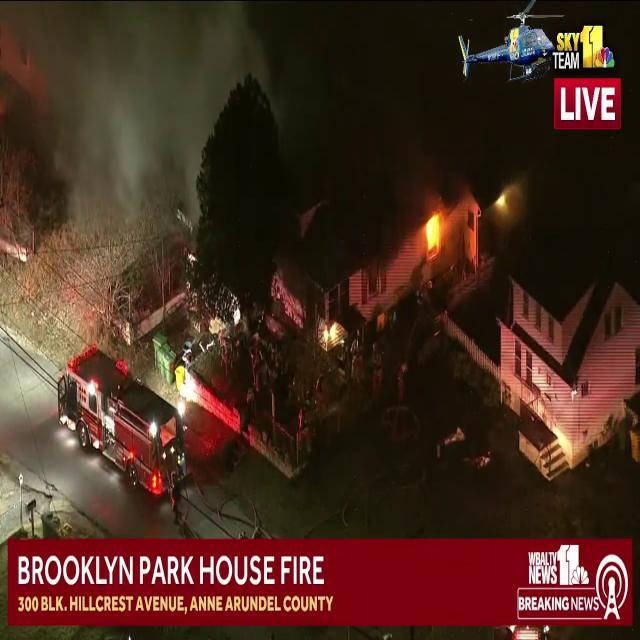 SKY
TEAM 11
LIVE
BROOKLYN PARK HOUSE FIRE
300 BLK. HILLCREST AVENUE, ANNE ARUNDEL COUNTY
WBALTV
NEWS 11
BREAKING NEWS